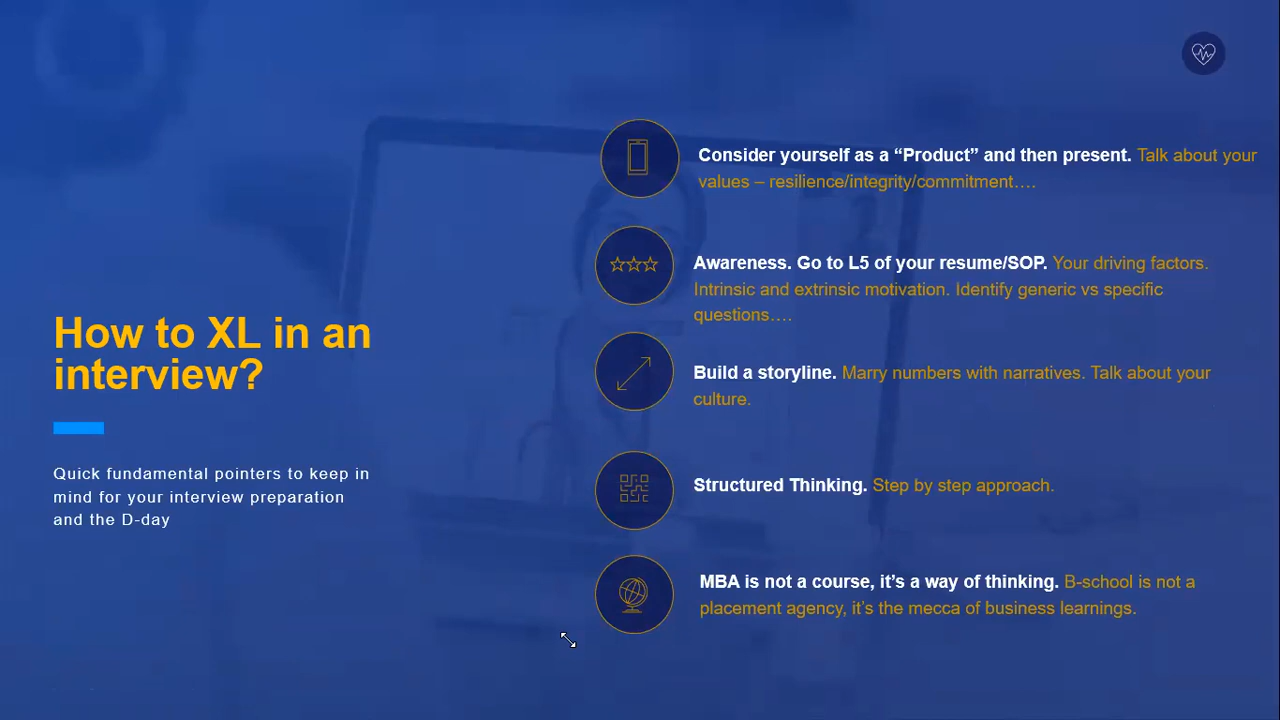 How to XL in an
interview?
Quick fundamental pointers to keep in
mind for your interview preparation
and the D-day
Consider yourself as a “Product” and then present. Talk about your
values – resilience/integrity/commitment….
Awareness. Go to L5 of your resume/SOP. Your driving factors.
Intrinsic and extrinsic motivation. Identify generic vs specific
questions….
Build a storyline. Marry numbers with narratives. Talk about your
culture.
Structured Thinking. Step by step approach.
MBA is not a course, it’s a way of thinking. B-school is not a
placement agency, it’s the mecca of business learnings.